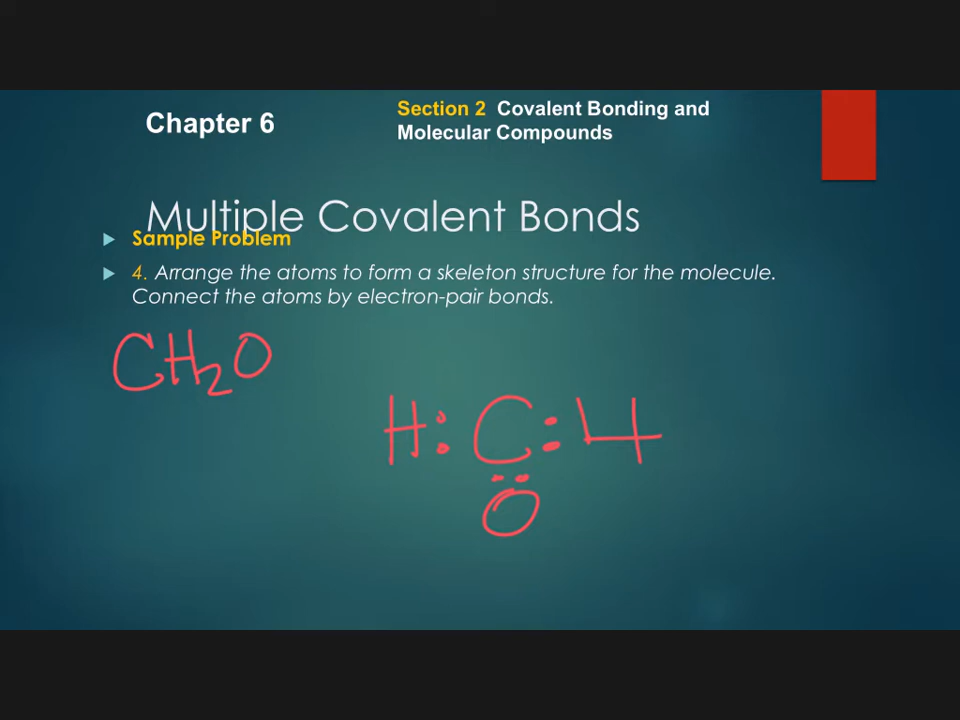 Chapter 6
Section 2 Covalent Bonding and
Molecular Compounds
Multiple Covalent Bonds
Sample Problem
4. Arrange the atoms to form a skeleton structure for the molecule.
Connect the atoms by electron-pair bonds.
CH₂O
H : C : H
¨
O